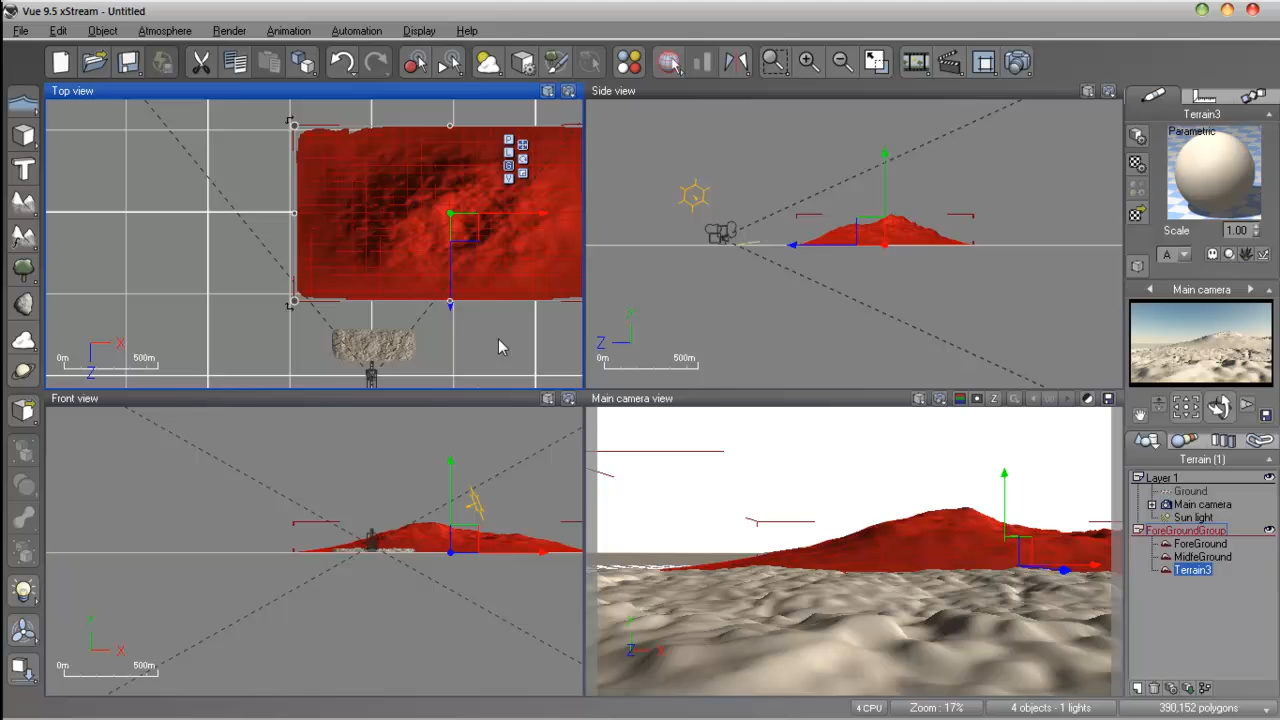 Vue 9.5 xStream - Untitled
File Edit Object Atmosphere Render Animation Automation Display Help
Top view
Side view
Terrain3
Parametric
P
L
V
Scale 1.00
A
Main camera
X
Z
0m 500m
Y
Z
0m 500m
Front view
Main camera view
Z
Terrain (1)
Layer 1
Ground
Main camera
Sun light
ForeGroundGroup
ForeGround
MidfeGround
Terrain3
Y
X
0m 500m
Y
Z
X
4 CPU
Zoom : 17%
4 objects - 1 lights
390,152 polygons